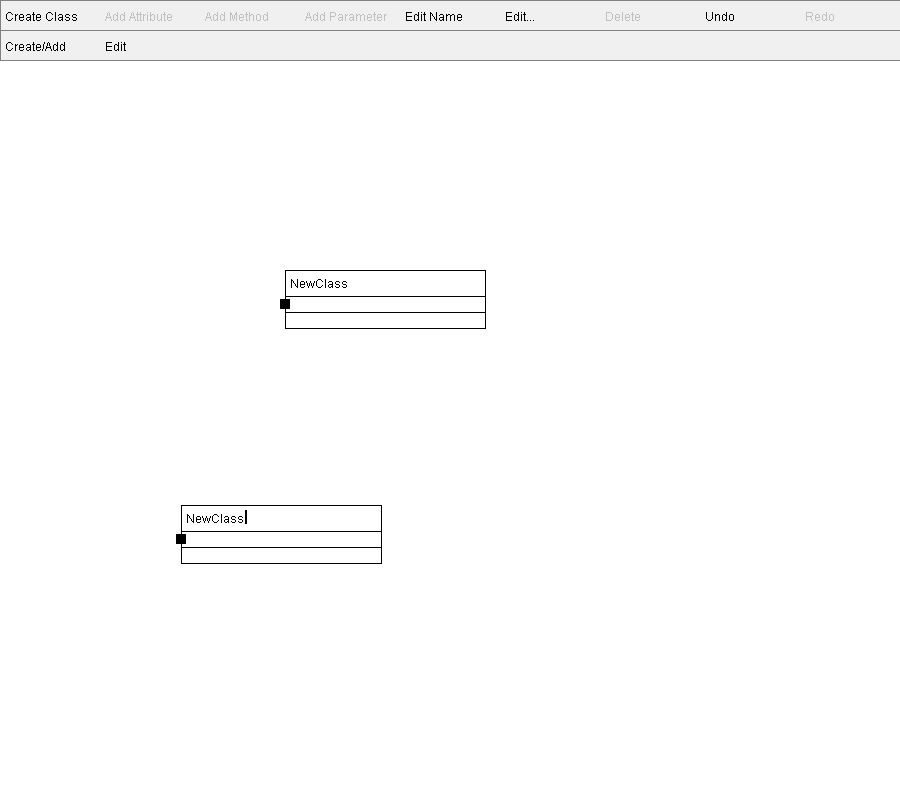 Create Class Add Attribute Add Method Add Parameter Edit Name Edit... Delete Undo Redo
Create/Add Edit
NewClass
NewClass